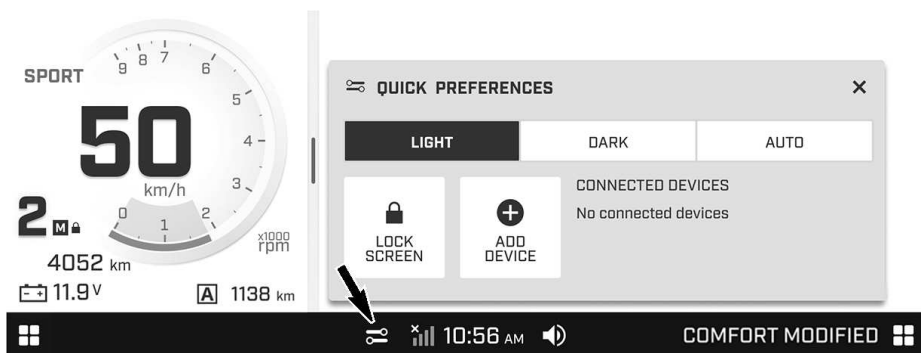 SPORT
9 8 7 6
5
4
3
50
km/h
0 1 2
x1000
rpm
2 M
4052 km
11.9 V
A 1138 km
QUICK PREFERENCES
LIGHT DARK AUTO
LOCK
SCREEN
ADD
DEVICE
CONNECTED DEVICES
No connected devices
10:56 AM
COMFORT MODIFIED